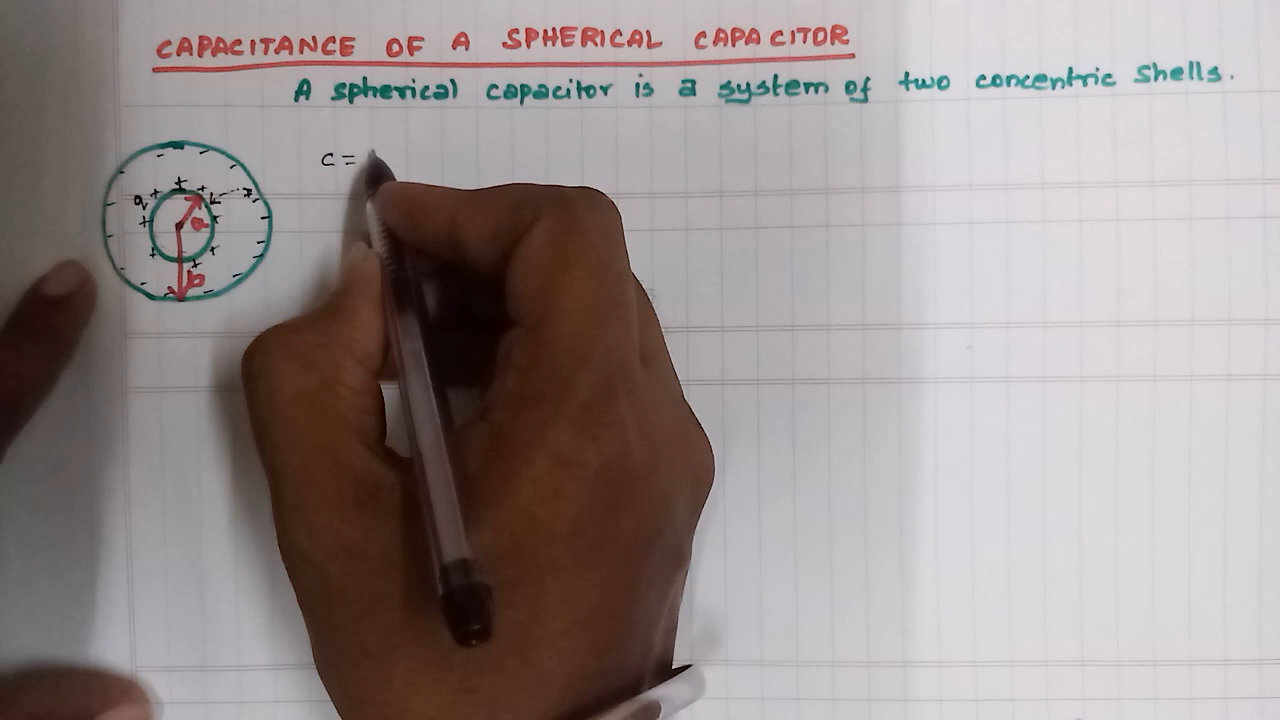 CAPACITANCE OF A SPHERICAL CAPACITOR
A spherical capacitor is a system of two concentric shells.
C =
q
a
b